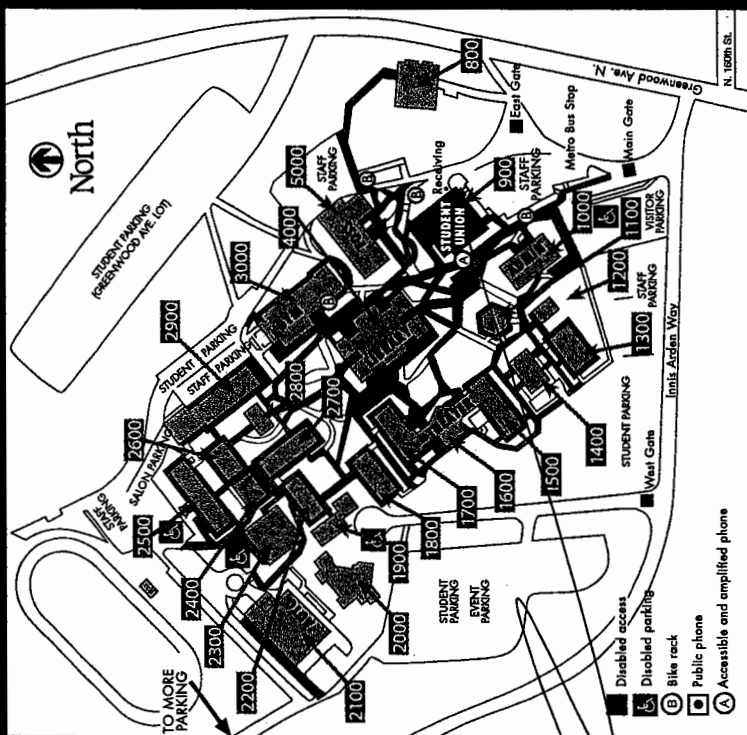 North
STUDENT PARKING
(GREENWOOD AVE. LOT)
800
Greenwood Ave. N.
N. 160th St.
East Gate
Metro Bus Stop
Main Gate
Receiving
900
STAFF
PARKING
STAFF
PARKING
5000
4000
3000
2900
STUDENT PARKING
STAFF PARKING
2800
2700
2600
SALON PARKING
STAFF
PARKING
2500
2400
2300
2200
2100
TO MORE
PARKING
STUDENT
UNION
A
B
B
B
B
1000
1100
VISITOR
PARKING
1200
STAFF
PARKING
1300
1400
STUDENT PARKING
1500
1600
1700
1800
1900
2000
STUDENT
PARKING
EVENT
PARKING
Innis Arden Way
West Gate
Disabled access
Disabled parking
B Bike rack
Public phone
A Accessible and amplified phone